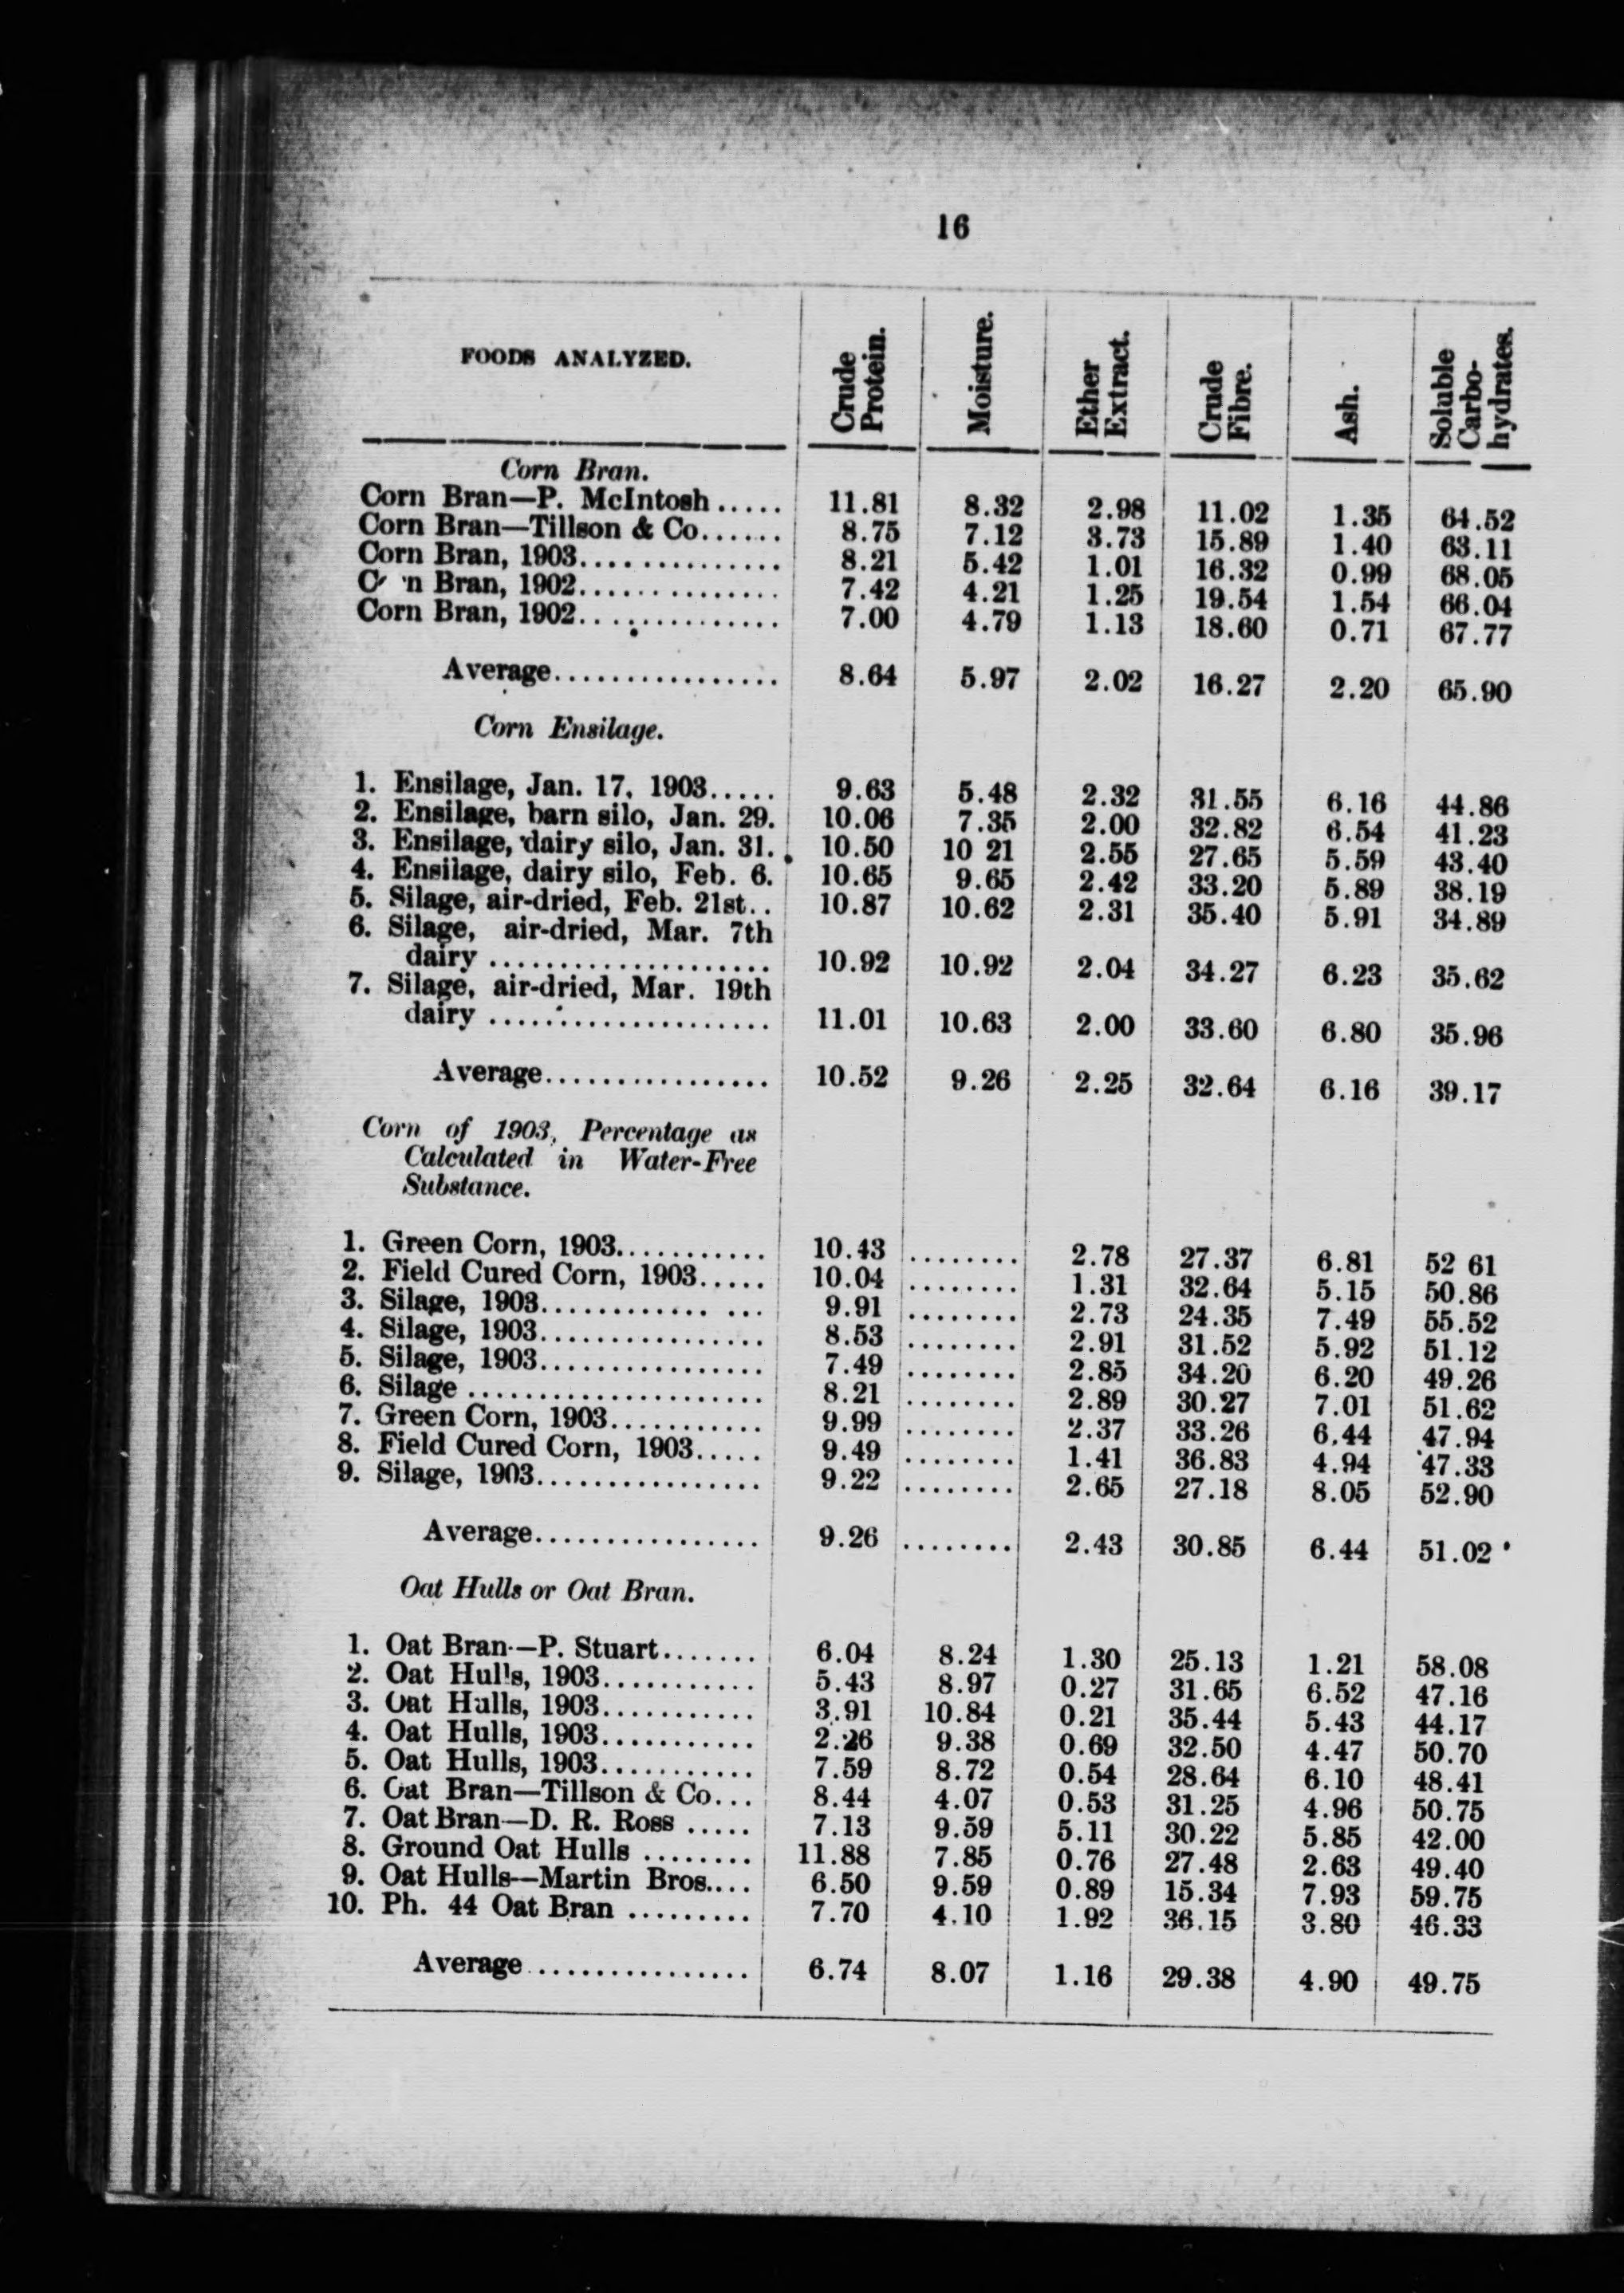 16
FOODS ANALYZED. Crude Protein. Moisture. Ether Extract. Crude Fibre. Ash. Soluble Carbo-hydrates.
Corn Bran.
Corn Bran—P. McIntosh ..... 11.81 8.32 2.98 11.02 1.35 64.52
Corn Bran—Tillson & Co...... 8.75 7.12 3.73 15.89 1.40 63.11
Corn Bran, 1903.............. 8.21 5.42 1.01 16.32 0.99 68.05
C n Bran, 1902.............. 7.42 4.21 1.25 19.54 1.54 66.04
Corn Bran, 1902.............. 7.00 4.79 1.13 18.60 0.71 67.77
Average................ 8.64 5.97 2.02 16.27 2.20 65.90
Corn Ensilage.
1. Ensilage, Jan. 17, 1903..... 9.63 5.48 2.32 31.55 6.16 44.86
2. Ensilage, barn silo, Jan. 29. 10.06 7.35 2.00 32.82 6.54 41.23
3. Ensilage, dairy silo, Jan. 31. 10.50 10 21 2.55 27.65 5.59 43.40
4. Ensilage, dairy silo, Feb. 6. 10.65 9.65 2.42 33.20 5.89 38.19
5. Silage, air-dried, Feb. 21st.. 10.87 10.62 2.31 35.40 5.91 34.89
6. Silage, air-dried, Mar. 7th
dairy .................... 10.92 10.92 2.04 34.27 6.23 35.62
7. Silage, air-dried, Mar. 19th
dairy .................... 11.01 10.63 2.00 33.60 6.80 35.96
Average................ 10.52 9.26 2.25 32.64 6.16 39.17
Corn of 1903, Percentage as
Calculated in Water-Free
Substance.
1. Green Corn, 1903........... 10.43 ........ 2.78 27.37 6.81 52 61
2. Field Cured Corn, 1903..... 10.04 ........ 1.31 32.64 5.15 50.86
3. Silage, 1903............. ... 9.91 ........ 2.73 24.35 7.49 55.52
4. Silage, 1903................ 8.53 ........ 2.91 31.52 5.92 51.12
5. Silage, 1903................ 7.49 ........ 2.85 34.20 6.20 49.26
6. Silage ..................... 8.21 ........ 2.89 30.27 7.01 51.62
7. Green Corn, 1903........... 9.99 ........ 2.37 33.26 6.44 47.94
8. Field Cured Corn, 1903..... 9.49 ........ 1.41 36.83 4.94 47.33
9. Silage, 1903................ 9.22 ........ 2.65 27.18 8.05 52.90
Average................ 9.26 ........ 2.43 30.85 6.44 51.02
Oat Hulls or Oat Bran.
1. Oat Bran—P. Stuart....... 6.04 8.24 1.30 25.13 1.21 58.08
2. Oat Hulls, 1903........... 5.43 8.97 0.27 31.65 6.52 47.16
3. Oat Hulls, 1903........... 3.91 10.84 0.21 35.44 5.43 44.17
4. Oat Hulls, 1903........... 2.26 9.38 0.69 32.50 4.47 50.70
5. Oat Hulls, 1903........... 7.59 8.72 0.54 28.64 6.10 48.41
6. Oat Bran—Tillson & Co... 8.44 4.07 0.53 31.25 4.96 50.75
7. Oat Bran—D. R. Ross ..... 7.13 9.59 5.11 30.22 5.85 42.00
8. Ground Oat Hulls ........ 11.88 7.85 0.76 27.48 2.63 49.40
9. Oat Hulls—Martin Bros.... 6.50 9.59 0.89 15.34 7.93 59.75
10. Ph. 44 Oat Bran ......... 7.70 4.10 1.92 36.15 3.80 46.33
Average................ 6.74 8.07 1.16 29.38 4.90 49.75